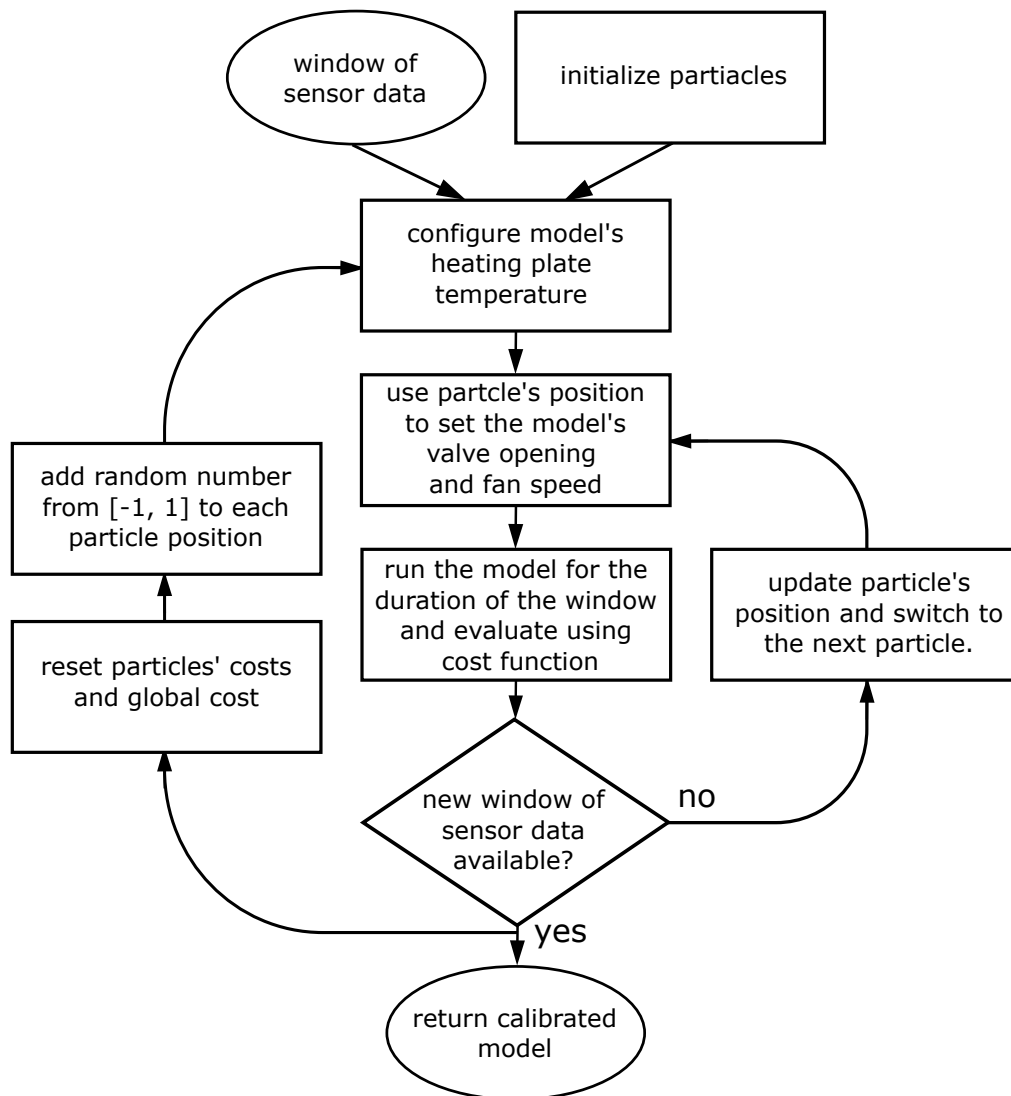 window of
sensor data
initialize partiacles
configure model's
heating plate
temperature
use partcle's position
to set the model's
valve opening
and fan speed
add random number
from [-1, 1] to each
particle position
run the model for the
duration of the window
and evaluate using
cost function
update particle's
position and switch to
the next particle.
reset particles' costs
and global cost
new window of
sensor data
available?
no
yes
return calibrated
model